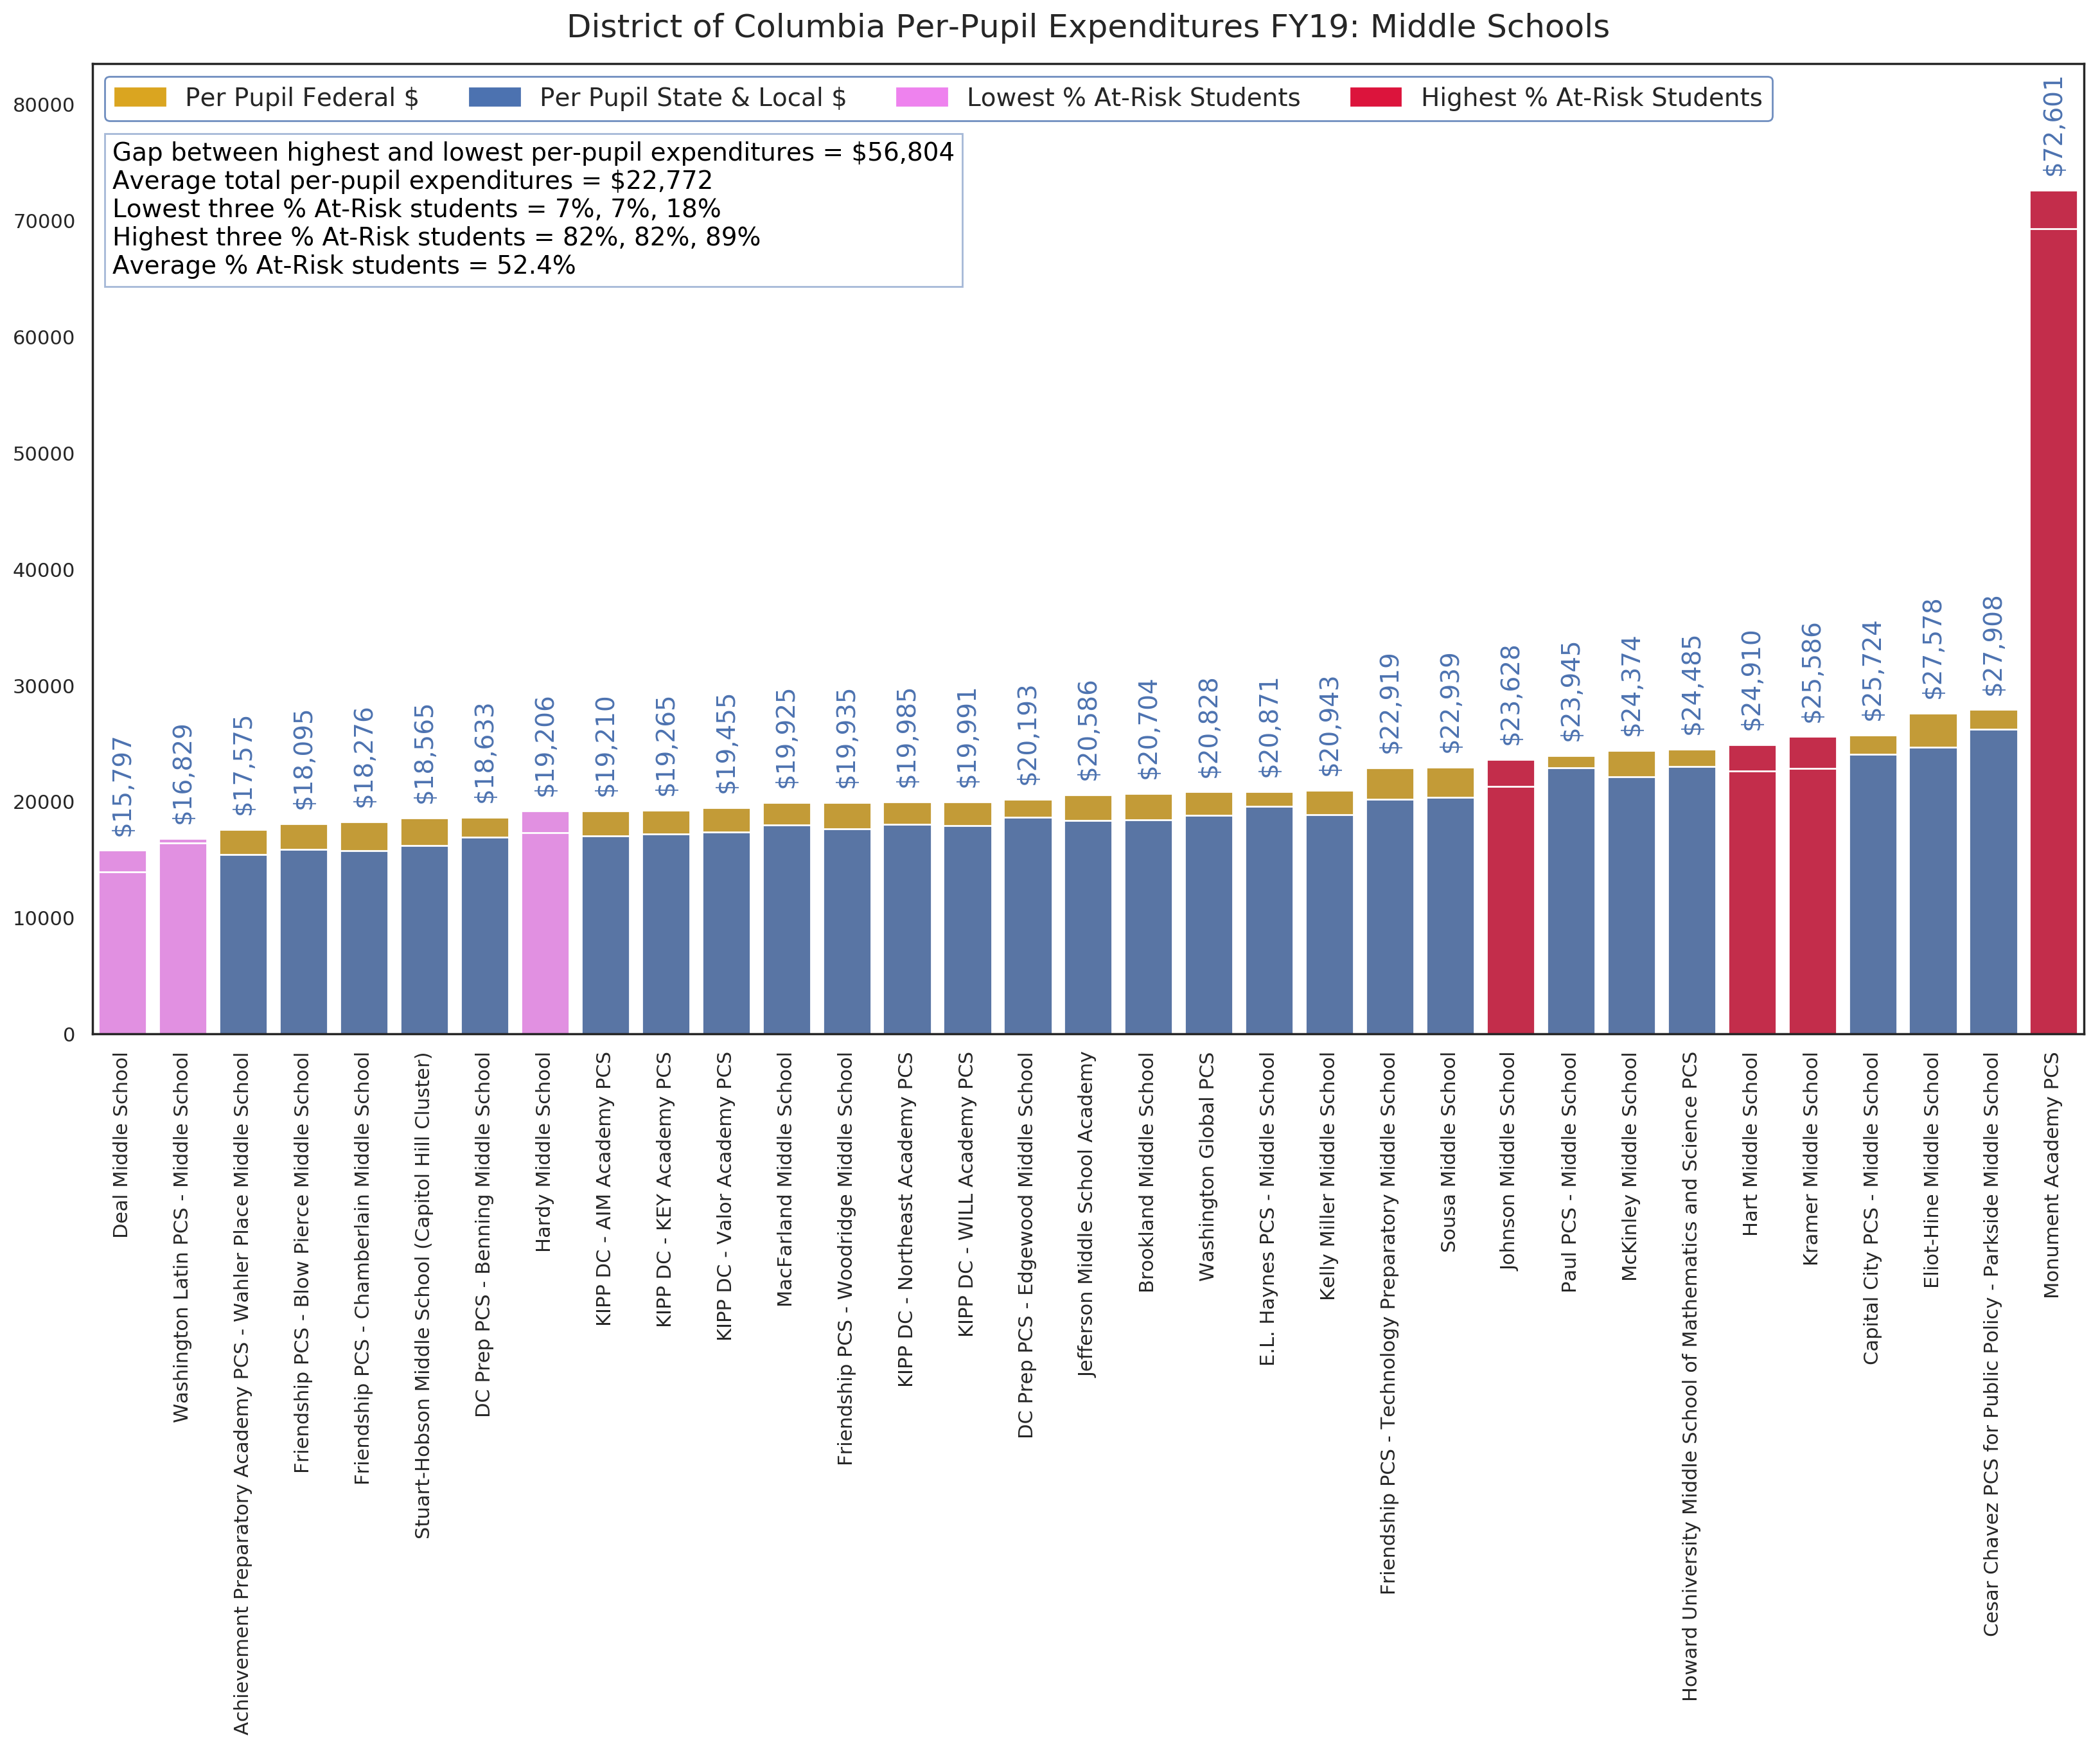 District of Columbia Per-Pupil Expenditures FY19: Middle Schools
Per Pupil Federal $
Per Pupil State & Local $
Lowest % At-Risk Students
Highest % At-Risk Students
Gap between highest and lowest per-pupil expenditures = $56,804
Average total per-pupil expenditures = $22,772
Lowest three % At-Risk students = 7%, 7%, 18%
Highest three % At-Risk students = 82%, 82%, 89%
Average % At-Risk students = 52.4%
80000
70000
60000
50000
40000
30000
20000
10000
0
$15,797
$16,829
$17,575
$18,095
$18,276
$18,565
$18,633
$19,206
$19,210
$19,265
$19,455
$19,925
$19,935
$19,985
$19,991
$20,193
$20,586
$20,704
$20,828
$20,871
$20,943
$22,919
$22,939
$23,628
$23,945
$24,374
$24,485
$24,910
$25,586
$25,724
$27,578
$27,908
$72,601
Deal Middle School
Washington Latin PCS - Middle School
Achievement Preparatory Academy PCS - Wahler Place Middle School
Friendship PCS - Blow Pierce Middle School
Friendship PCS - Chamberlain Middle School
Stuart-Hobson Middle School (Capitol Hill Cluster)
DC Prep PCS - Benning Middle School
Hardy Middle School
KIPP DC - AIM Academy PCS
KIPP DC - KEY Academy PCS
KIPP DC - Valor Academy PCS
MacFarland Middle School
Friendship PCS - Woodridge Middle School
KIPP DC - Northeast Academy PCS
KIPP DC - WILL Academy PCS
DC Prep PCS - Edgewood Middle School
Jefferson Middle School Academy
Brookland Middle School
Washington Global PCS
E.L. Haynes PCS - Middle School
Kelly Miller Middle School
Friendship PCS - Technology Preparatory Middle School
Sousa Middle School
Johnson Middle School
Paul PCS - Middle School
McKinley Middle School
Howard University Middle School of Mathematics and Science PCS
Hart Middle School
Kramer Middle School
Capital City PCS - Middle School
Eliot-Hine Middle School
Cesar Chavez PCS for Public Policy - Parkside Middle School
Monument Academy PCS